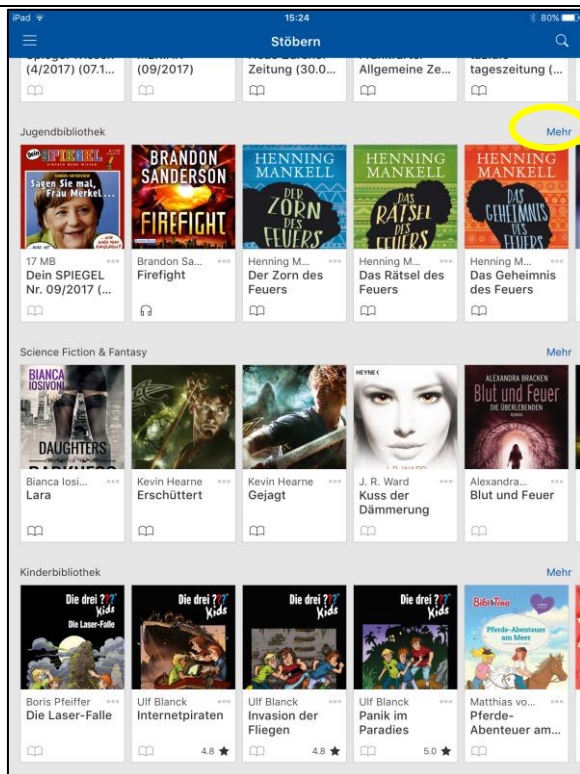 iPad 15:24 80%
Stöbern
(4/2017) (07.1...
(09/2017)
Zeitung (30.0...
Allgemeine Ze...
tageszeitung (...
Jugendbibliothek Mehr
Dein SPIEGEL
Sagen Sie mal,
Frau Merkel ...
BRANDON
SANDERSON
FIREFIGHT
HENNING
MANKELL
DER
ZORN
DES
FEUERS
HENNING
MANKELL
DAS
RÄTSEL
DES
FEUERS
HENNING
MANKELL
DAS
GEHEIMNIS
DES
FEUERS
17 MB
Dein SPIEGEL
Nr. 09/2017 (...
Brandon Sa...
Firefight
Henning M...
Der Zorn des
Feuers
Henning M...
Das Rätsel des
Feuers
Henning M...
Das Geheimnis
des Feuers
Science Fiction & Fantasy Mehr
BIANCA
IOSIVONI
DAUGHTERS
DARKNESS
HEYNE<
J. R. WARD
ALEXANDRA BRACKEN
Blut und Feuer
DIE ÜBERLEBENDEN
ROMAN
Bianca Iosi...
Lara
Kevin Hearne
Erschüttert
Kevin Hearne
Gejagt
J. R. Ward
Kuss der
Dämmerung
Alexandra...
Blut und Feuer
Kinderbibliothek Mehr
Die drei ???
Kids
Die Laser-Falle
Die drei ???
Kids
Die drei ???
Kids
Die drei ???
Kids
Bibi & Tina
Pferde-Abenteuer
am Meer
Boris Pfeiffer
Die Laser-Falle
Ulf Blanck
Internetpiraten
4.8
Ulf Blanck
Invasion der
Fliegen
4.8
Ulf Blanck
Panik im
Paradies
5.0
Matthias vo...
Pferde-
Abenteuer am...